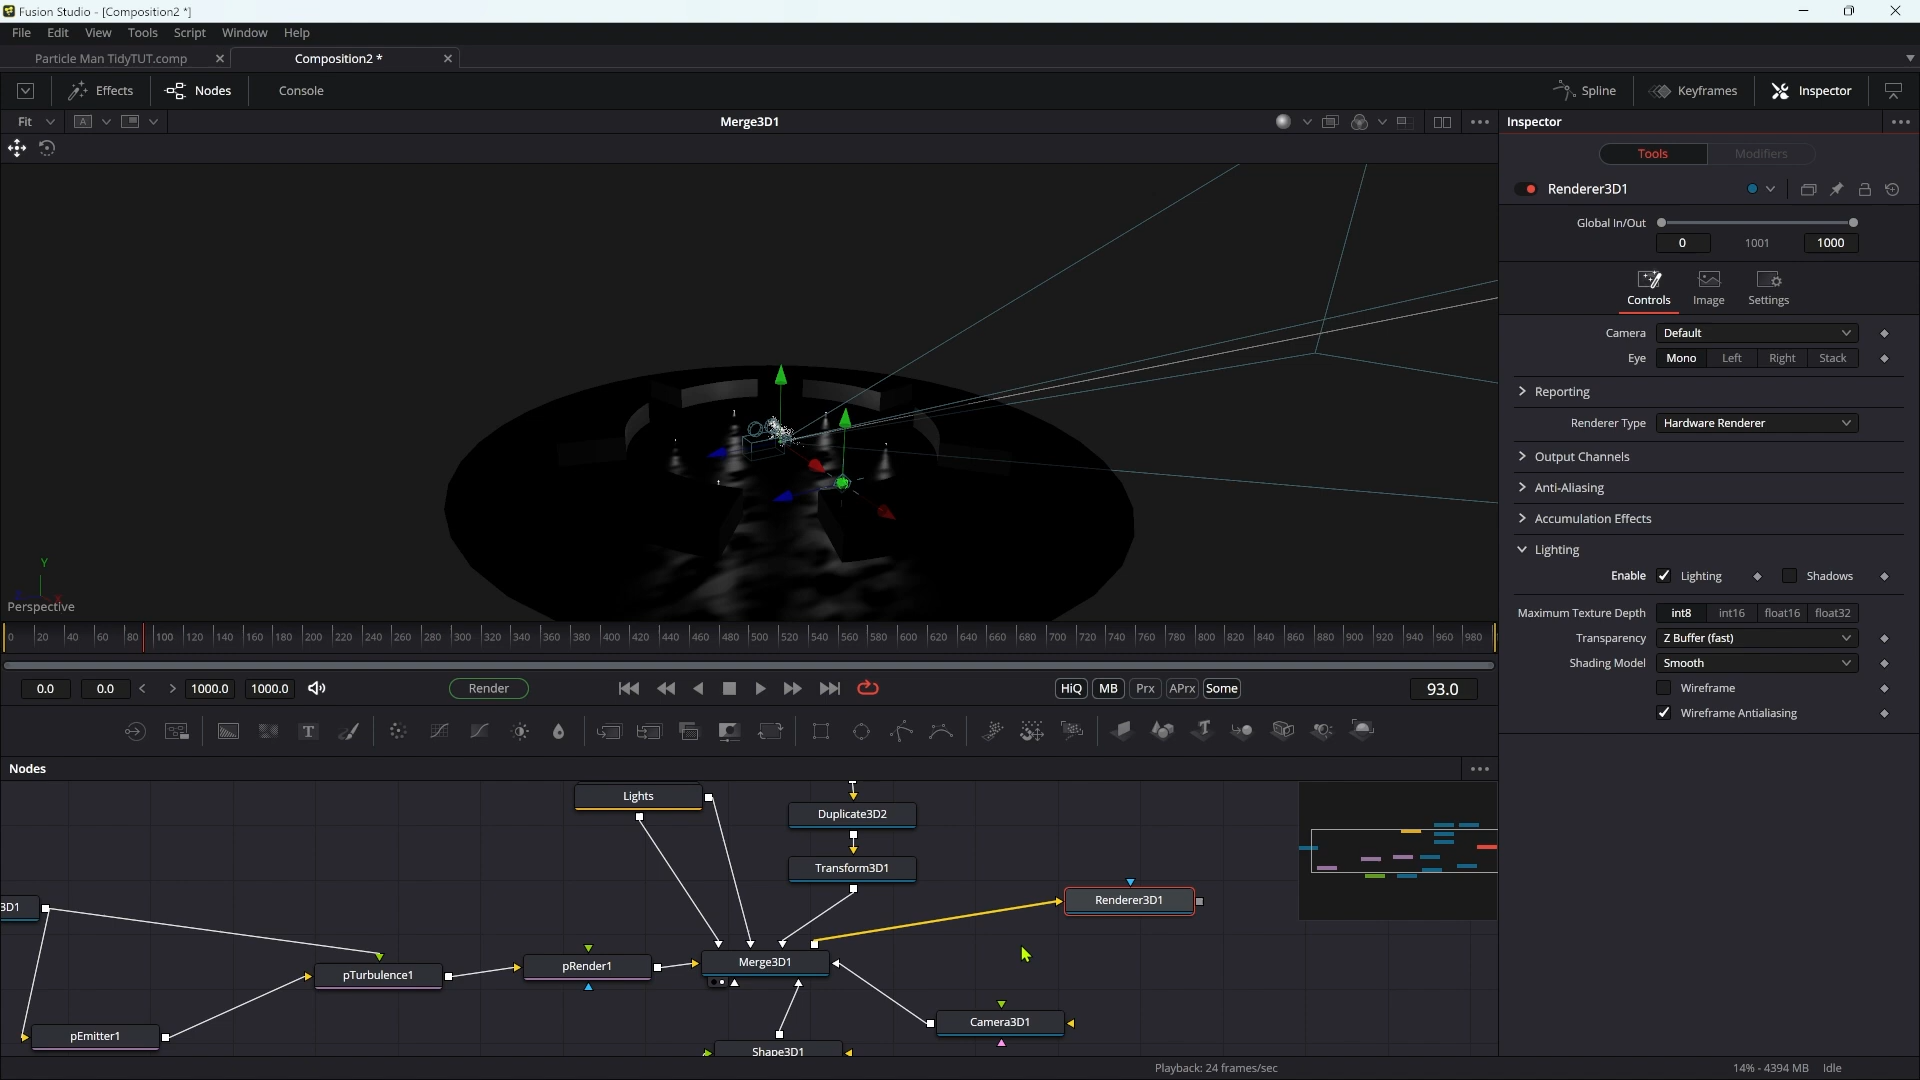 Fusion Studio - [Composition2 *]
File Edit View Tools Script Window Help
Particle Man TidyTUT.comp Composition2 *
Effects Nodes Console Spline Keyframes Inspector
Fit A Merge3D1 Inspector
Tools Modifiers
Renderer3D1
Global In/Out
0 1001 1000
Controls Image Settings
Camera Default
Eye Mono Left Right Stack
Reporting
Renderer Type Hardware Renderer
Output Channels
Anti-Aliasing
Accumulation Effects
Lighting
Enable Lighting Shadows
Maximum Texture Depth int8 int16 float16 float32
Transparency Z Buffer (fast)
Shading Model Smooth
Wireframe
Wireframe Antialiasing
Y
Perspective
0 20 40 60 80 100 120 140 160 180 200 220 240 260 280 300 320 340 360 380 400 420 440 460 480 500 520 540 560 580 600 620 640 660 680 700 720 740 760 780 800 820 840 860 880 900 920 940 960 980
0.0 0.0 1000.0 1000.0 Render HiQ MB Prx APrx Some 93.0
Nodes
Lights
Duplicate3D2
Transform3D1
Renderer3D1
3D1
Merge3D1
pRender1
pTurbulence1
Camera3D1
pEmitter1
Shape3D1
Playback: 24 frames/sec 14% - 4394 MB Idle